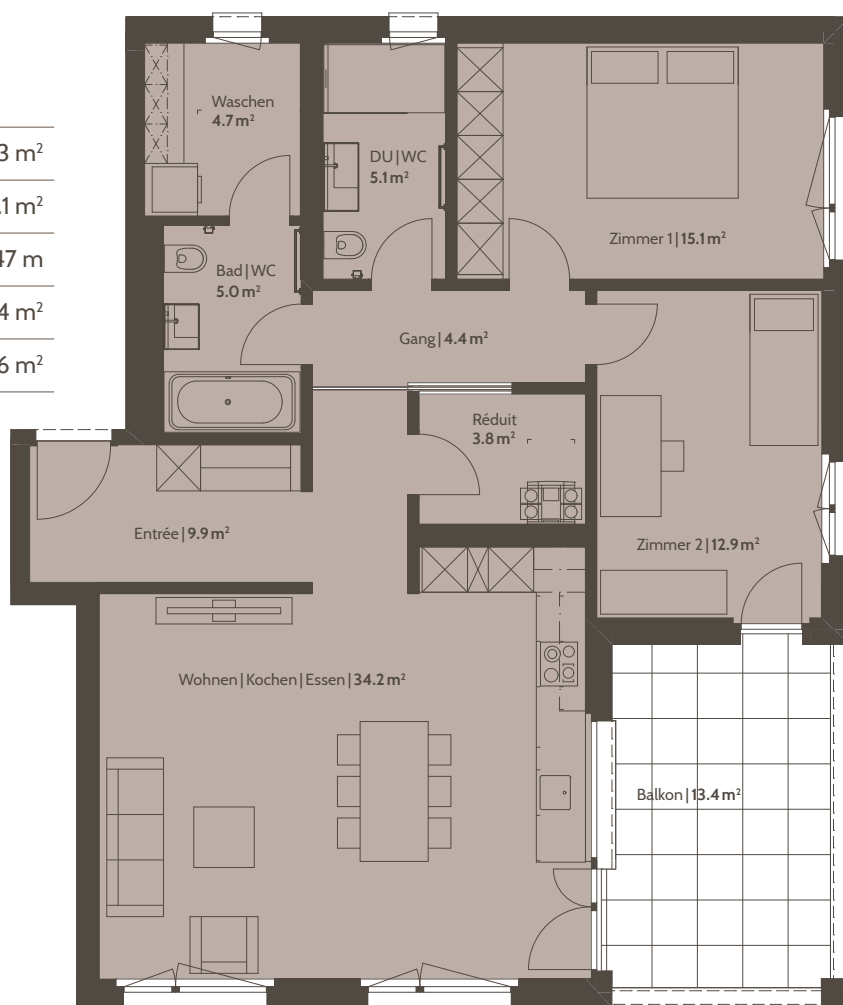 3 m²
1 m²
47 m
4 m²
6 m²
Waschen
4.7 m²
DU|WC
5.1 m²
Zimmer 1|15.1 m²
Bad|WC
5.0 m²
Gang|4.4 m²
Réduit
3.8 m²
Entrée|9.9 m²
Zimmer 2|12.9 m²
Wohnen|Kochen|Essen|34.2 m²
Balkon|13.4 m²